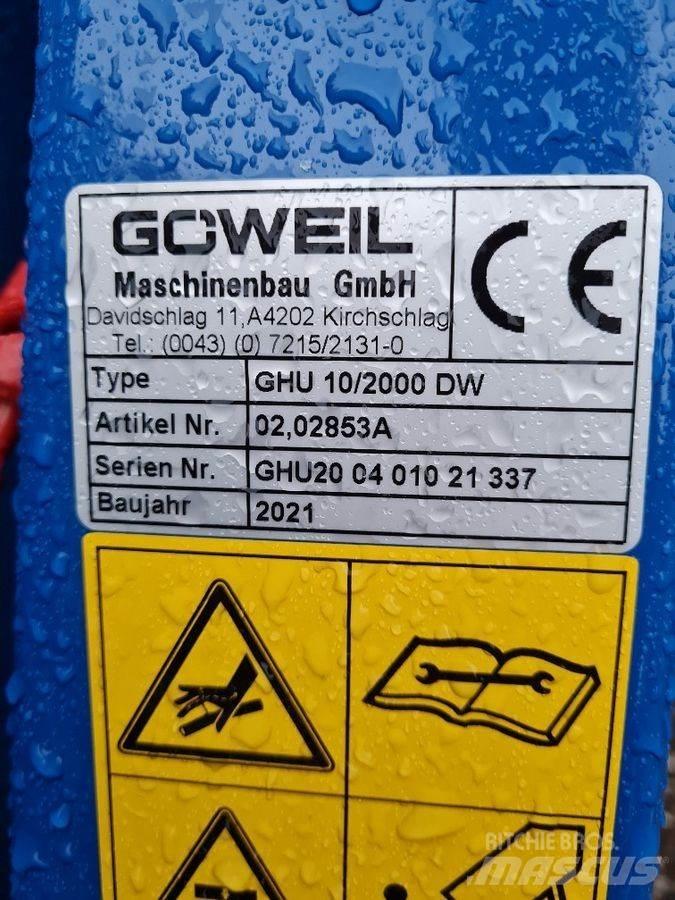 GÖWEIL
Maschinenbau GmbH
Davidschlag 11,A4202 Kirchschlag
Tel.: (0043) (0) 7215/2131-0
CE
Type GHU 10/2000 DW
Artikel Nr. 02,02853A
Serien Nr. GHU20 04 010 21 337
Baujahr 2021
RITCHIE BROS.
MASCUS